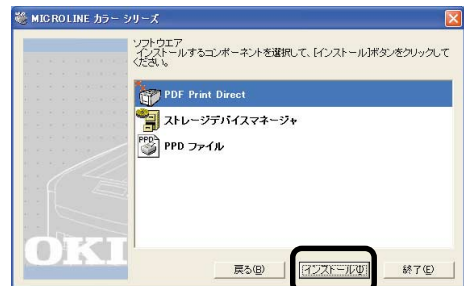 MICROLINE カラー シリーズ
ソフトウエア
インストールするコンポーネントを選択して、[インストール]ボタンをクリックして
ください。
PDF Print Direct
ストレージデバイスマネージャ
PPD
PPD ファイル
OKI
戻る(B)
インストール(I)
終了(E)